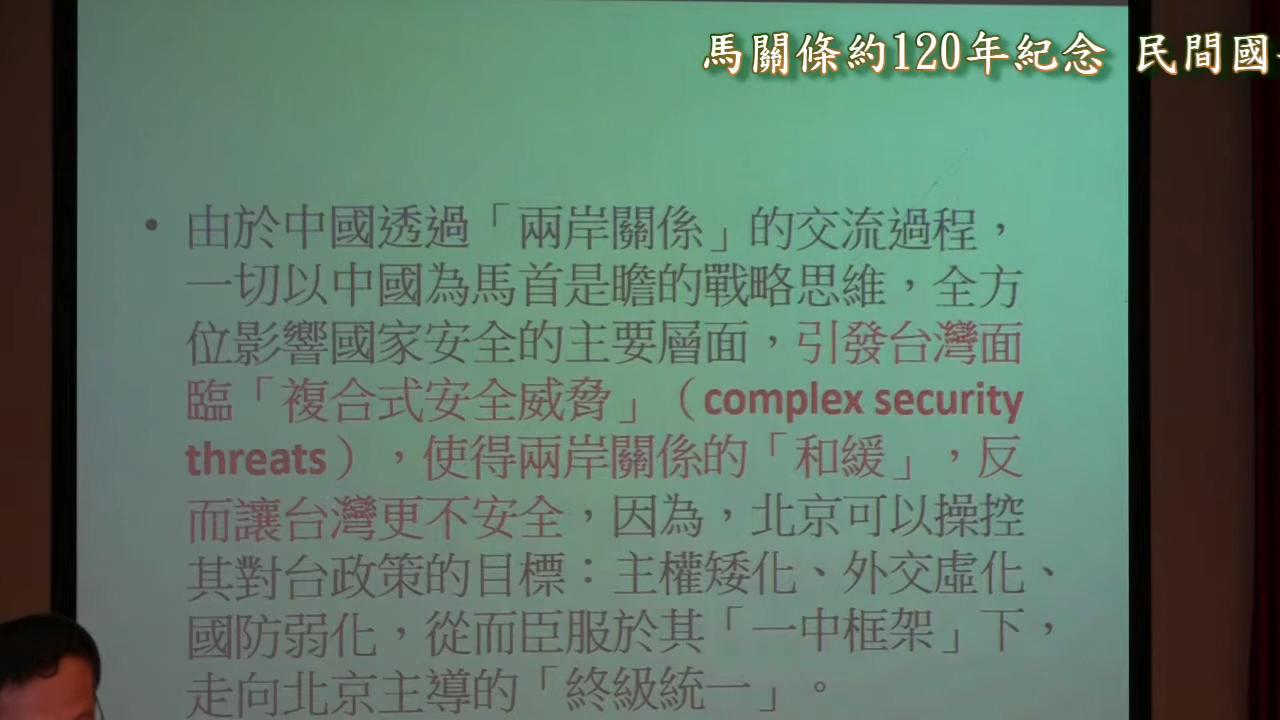 馬關條約120年紀念 民間國
• 由於中國透過「兩岸關係」的交流過程，
一切以中國為馬首是瞻的戰略思維，全方
位影響國家安全的主要層面，引發台灣面
臨「複合式安全威脅」（complex security
threats），使得兩岸關係的「和緩」，反
而讓台灣更不安全，因為，北京可以操控
其對台政策的目標：主權矮化、外交虛化、
國防弱化，從而臣服於其「一中框架」下，
走向北京主導的「終級統一」。